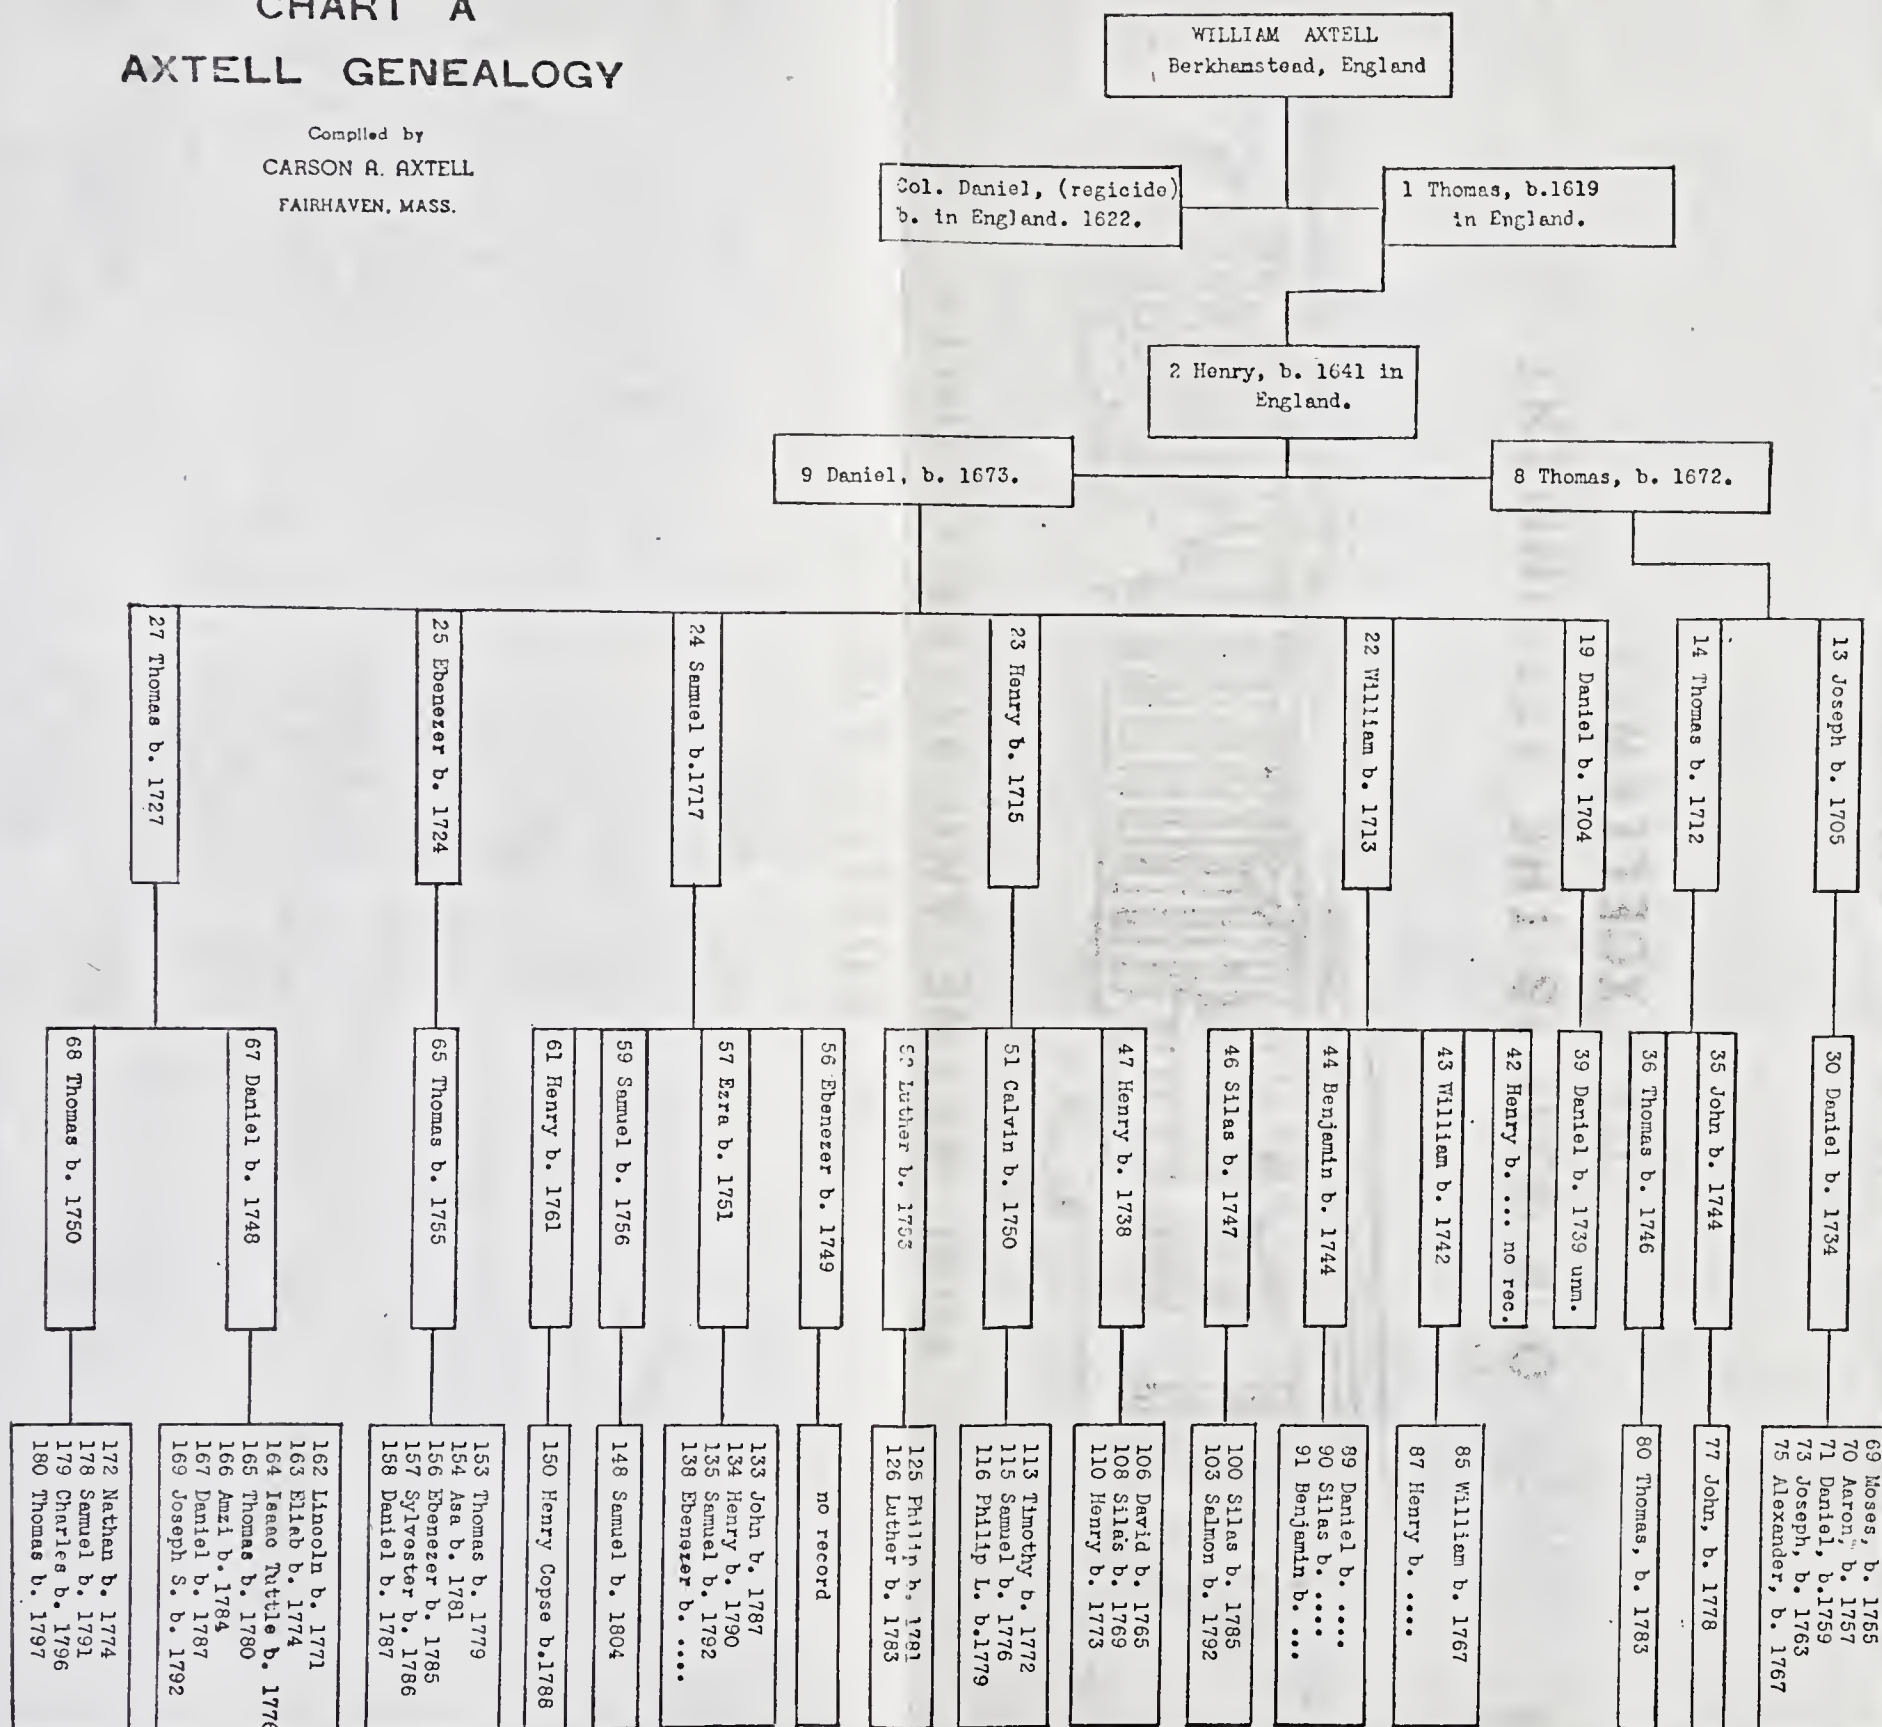 CHART A
AXTELL GENEALOGY
Compiled by
CARSON A. AXTELL
FAIRHAVEN, MASS.
WILLIAM AXTELL
Berkhamstead, England
Col. Daniel, (regicide)
b. in England. 1622.
1 Thomas, b.1619
in England.
2 Henry, b. 1641 in
England.
9 Daniel, b. 1673.
8 Thomas, b. 1672.
27 Thomas b. 1727
25 Ebenezer b. 1724
24 Samuel b.1717
23 Henry b. 1715
22 William b. 1713
19 Daniel b. 1704
14 Thomas b. 1712
13 Joseph b. 1705
68 Thomas b. 1750
67 Daniel b. 1748
65 Thomas b. 1755
61 Henry b. 1761
59 Samuel b. 1756
57 Ezra b. 1751
56 Ebenezer b. 1749
Luther b. 1753
51 Calvin b. 1750
47 Henry b. 1738
46 Silas b. 1747
44 Benjamin b. 1744
43 William b. 1742
42 Henry b. ... no rec.
39 Daniel b. 1739 unm.
36 Thomas b. 1746
35 John b. 1744
30 Daniel b. 1734
172 Nathan b. 1774
178 Samuel b. 1791
179 Charles b. 1796
180 Thomas b. 1797
162 Lincoln b. 1771
163 Eliab b. 1774
164 Isaac Tuttle b. 1776
165 Thomas b. 1780
166 Amzi b. 1784
167 Daniel b. 1787
169 Joseph S. b. 1792
153 Thomas b. 1779
154 Asa b. 1781
156 Ebenezer b. 1785
157 Sylvester b. 1786
158 Daniel b. 1787
150 Henry Copse b.1788
148 Samuel b. 1804
133 John b. 1787
134 Henry b. 1790
135 Samuel b. 1792
138 Ebenezer b. ....
no record
125 Philip b. 1781
126 Luther b. 1783
113 Timothy b. 1772
115 Samuel b. 1776
116 Philip L. b.1779
106 David b. 1765
108 Silas b. 1769
110 Henry b. 1773
100 Silas b. 1785
103 Salmon b. 1792
89 Daniel b. ....
90 Silas b. ....
91 Benjamin b. ...
85 William b. 1767
87 Henry b. ....
80 Thomas, b. 1783
77 John, b. 1778
69 Moses, b. 1755
70 Aaron, b. 1757
71 Daniel, b.1759
73 Joseph, b. 1763
75 Alexander, b. 1767